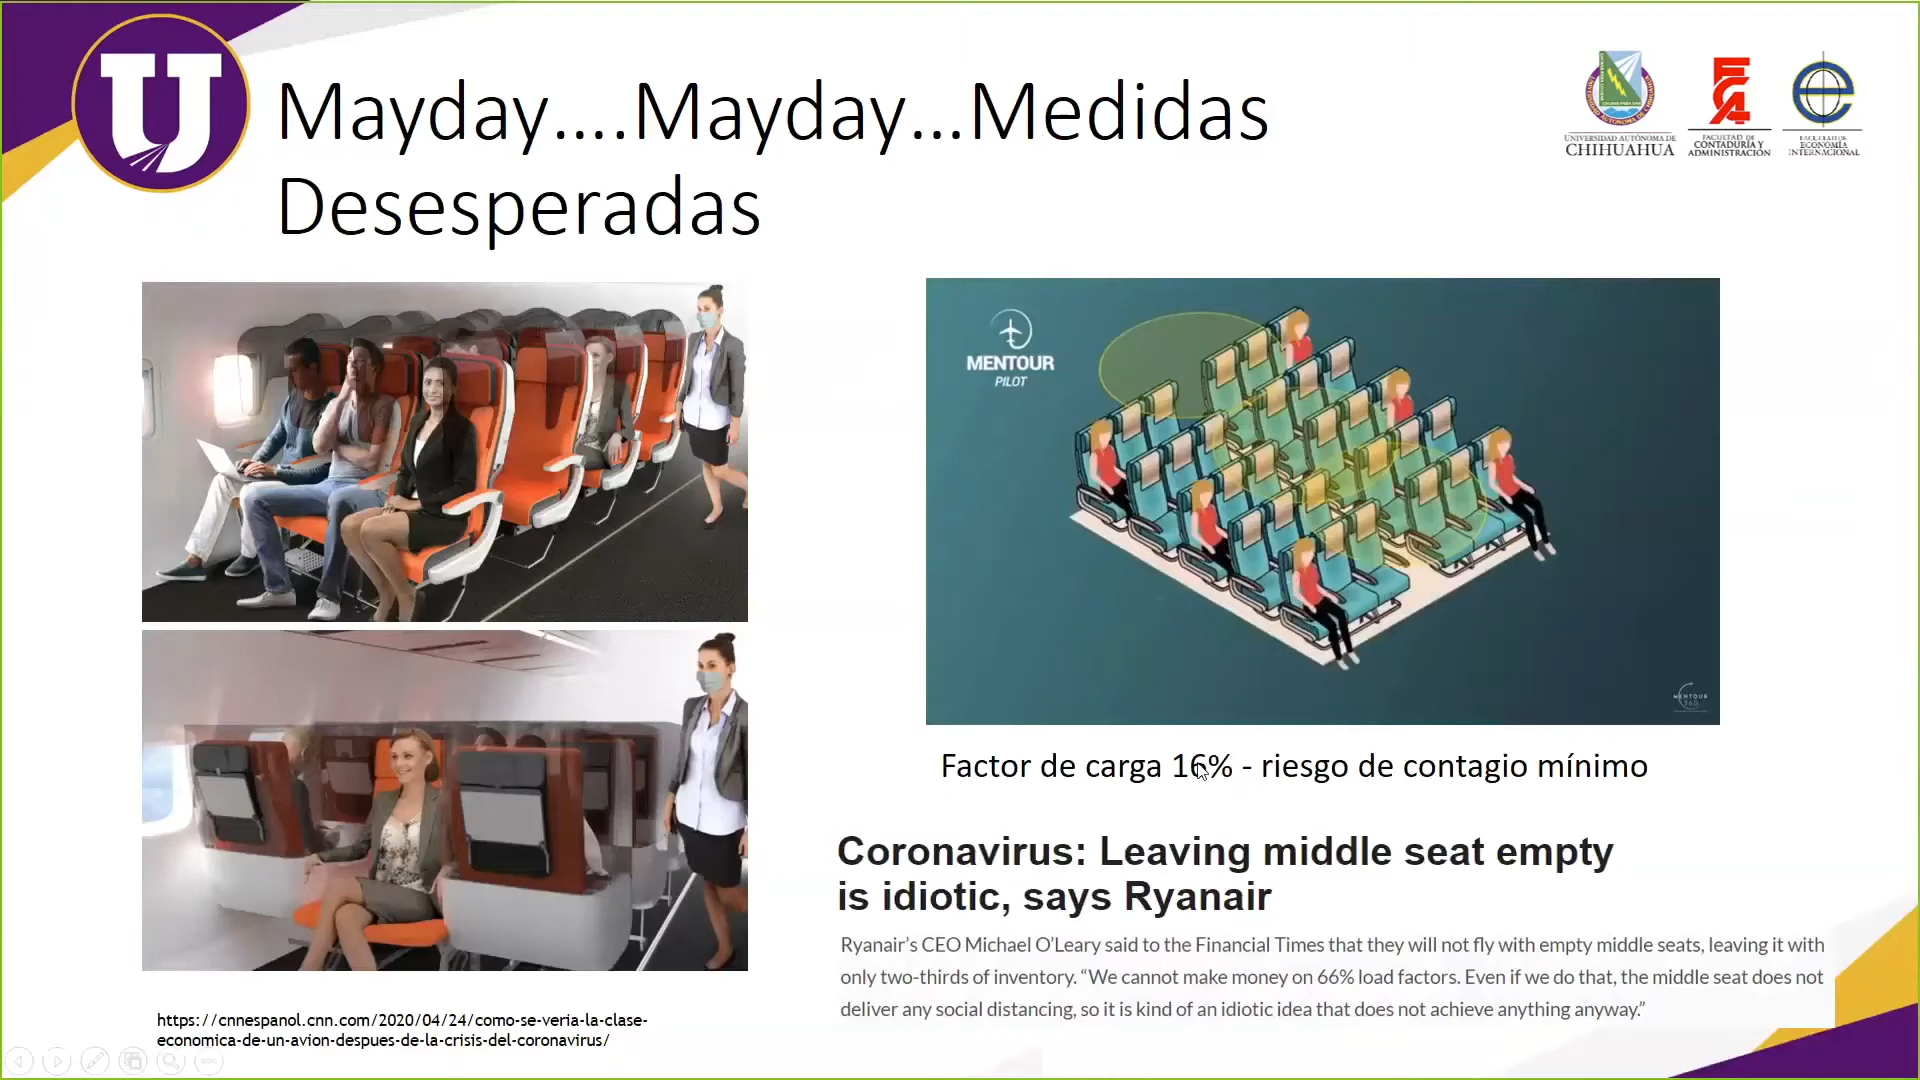 U
Mayday....Mayday...Medidas
Desesperadas
UNIVERSIDAD AUTÓNOMA DE
CHIHUAHUA
FCA
FACULTAD DE
CONTADURÍA Y
ADMINISTRACIÓN
FACULTAD DE
ECONOMÍA
INTERNACIONAL
MENTOUR
PILOT
MENTOUR
360
Factor de carga 16% - riesgo de contagio mínimo
Coronavirus: Leaving middle seat empty
is idiotic, says Ryanair
Ryanair’s CEO Michael O’Leary said to the Financial Times that they will not fly with empty middle seats, leaving it with
only two-thirds of inventory. “We cannot make money on 66% load factors. Even if we do that, the middle seat does not
deliver any social distancing, so it is kind of an idiotic idea that does not achieve anything anyway.”
https://cnnespanol.cnn.com/2020/04/24/como-se-veria-la-clase-
economica-de-un-avion-despues-de-la-crisis-del-coronavirus/